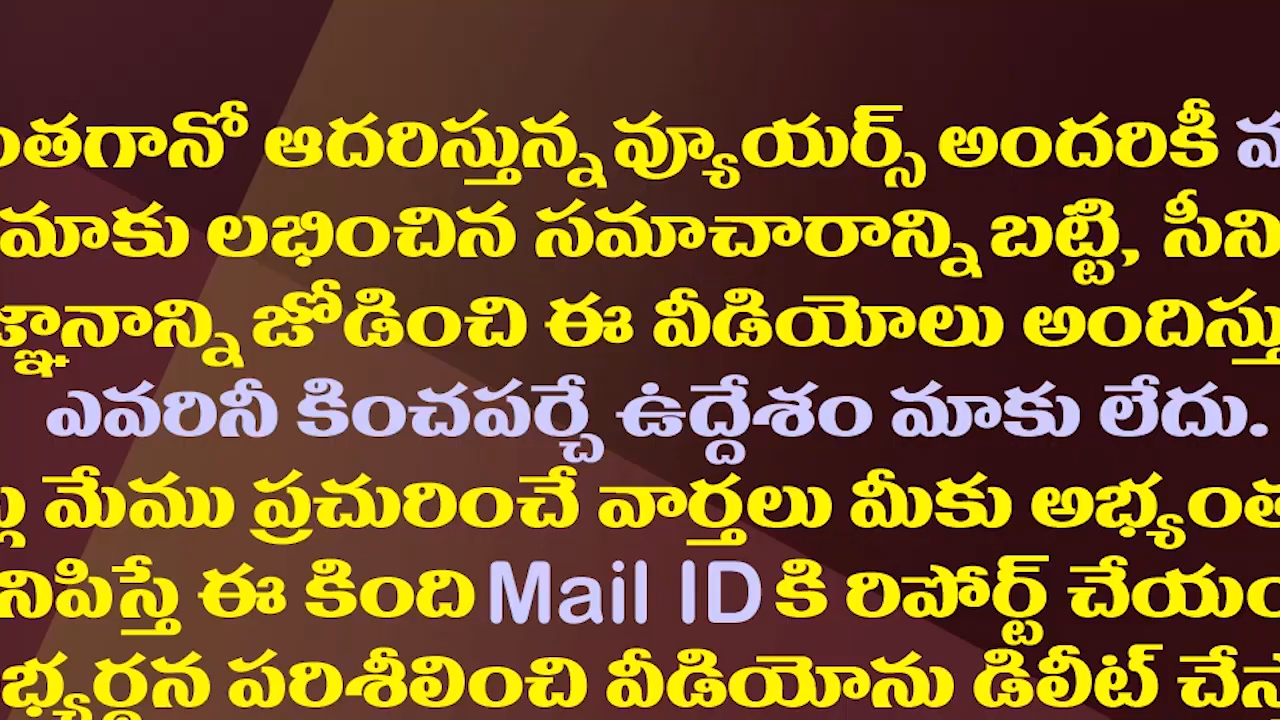 ఆదరిస్తున్న వ్యూయర్స్ అందరికీ
మాకు లభించిన సమాచారాన్ని బట్టి,
జోడించి ఈ వీడియోలు
ఎవరినీ కించపర్చే ఉద్దేశం మాకు లేదు.
మేము ప్రచురించే వార్తలు మీకు
ఈ కింది Mail ID కి రిపోర్ట్
పరిశీలించి వీడియోను డిలీట్